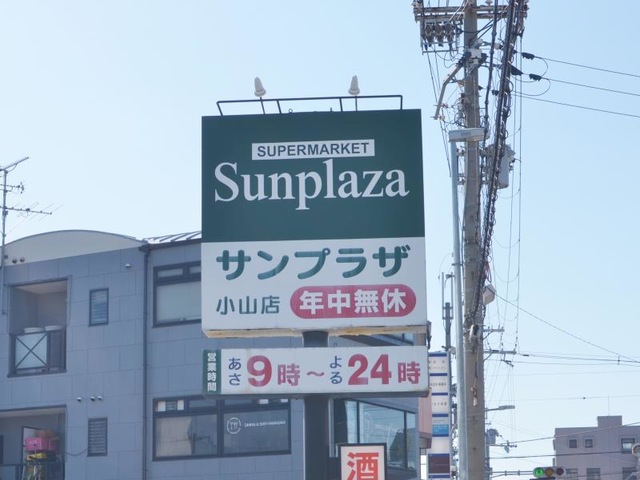 SUPERMARKET
Sunplaza
サンプラザ
小山店 年中無休
営業時間 あさ9時~よる24時
酒